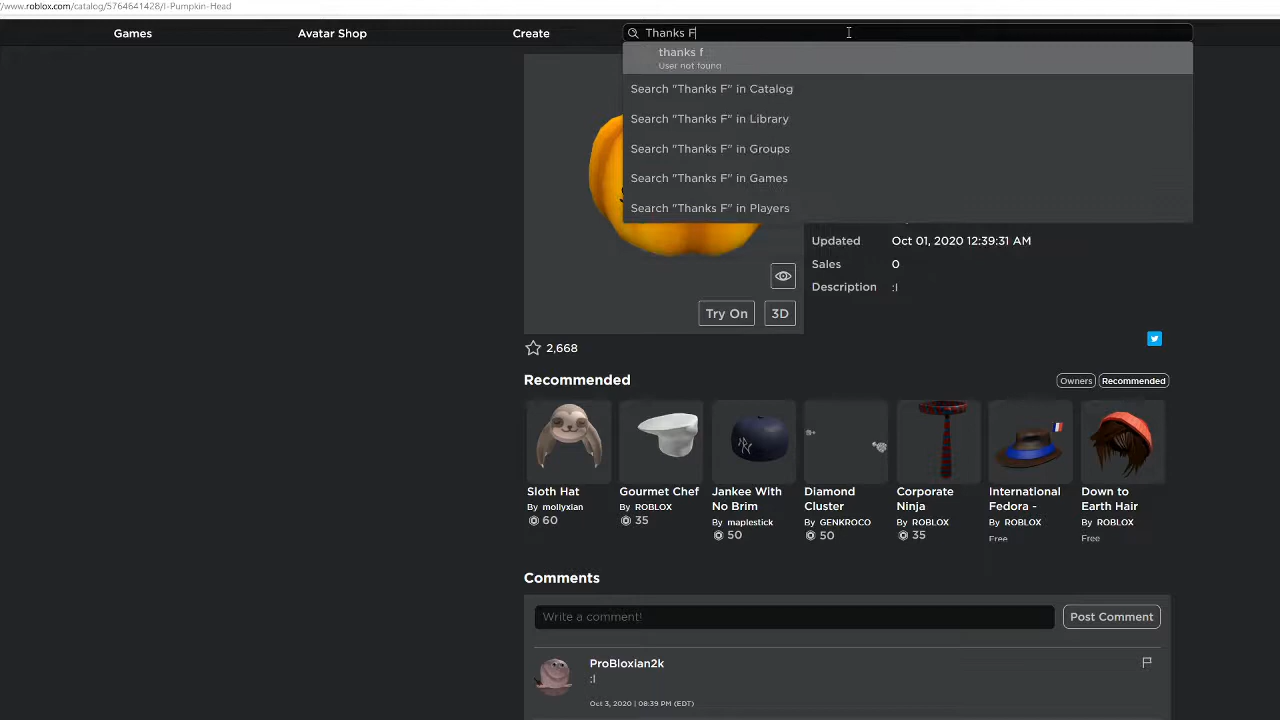 /www.roblox.com/catalog/5764641428/I-Pumpkin-Head
Games
Avatar Shop
Create
Thanks F
thanks f
User not found
Search "Thanks F" in Catalog
Search "Thanks F" in Library
Search "Thanks F" in Groups
Search "Thanks F" in Games
Search "Thanks F" in Players
Updated Oct 01, 2020 12:39:31 AM
Sales 0
Description :|
Try On
3D
2,668
Recommended
Owners
Recommended
Sloth Hat
By mollyxian
60
Gourmet Chef
By ROBLOX
35
Jankee With
No Brim
By maplestick
50
Diamond
Cluster
By GENKROCO
50
Corporate
Ninja
By ROBLOX
35
International
Fedora -
By ROBLOX
Free
Down to
Earth Hair
By ROBLOX
Free
Comments
Write a comment!
Post Comment
ProBloxian2k
:|
Oct 3, 2020 | 08:39 PM (EDT)